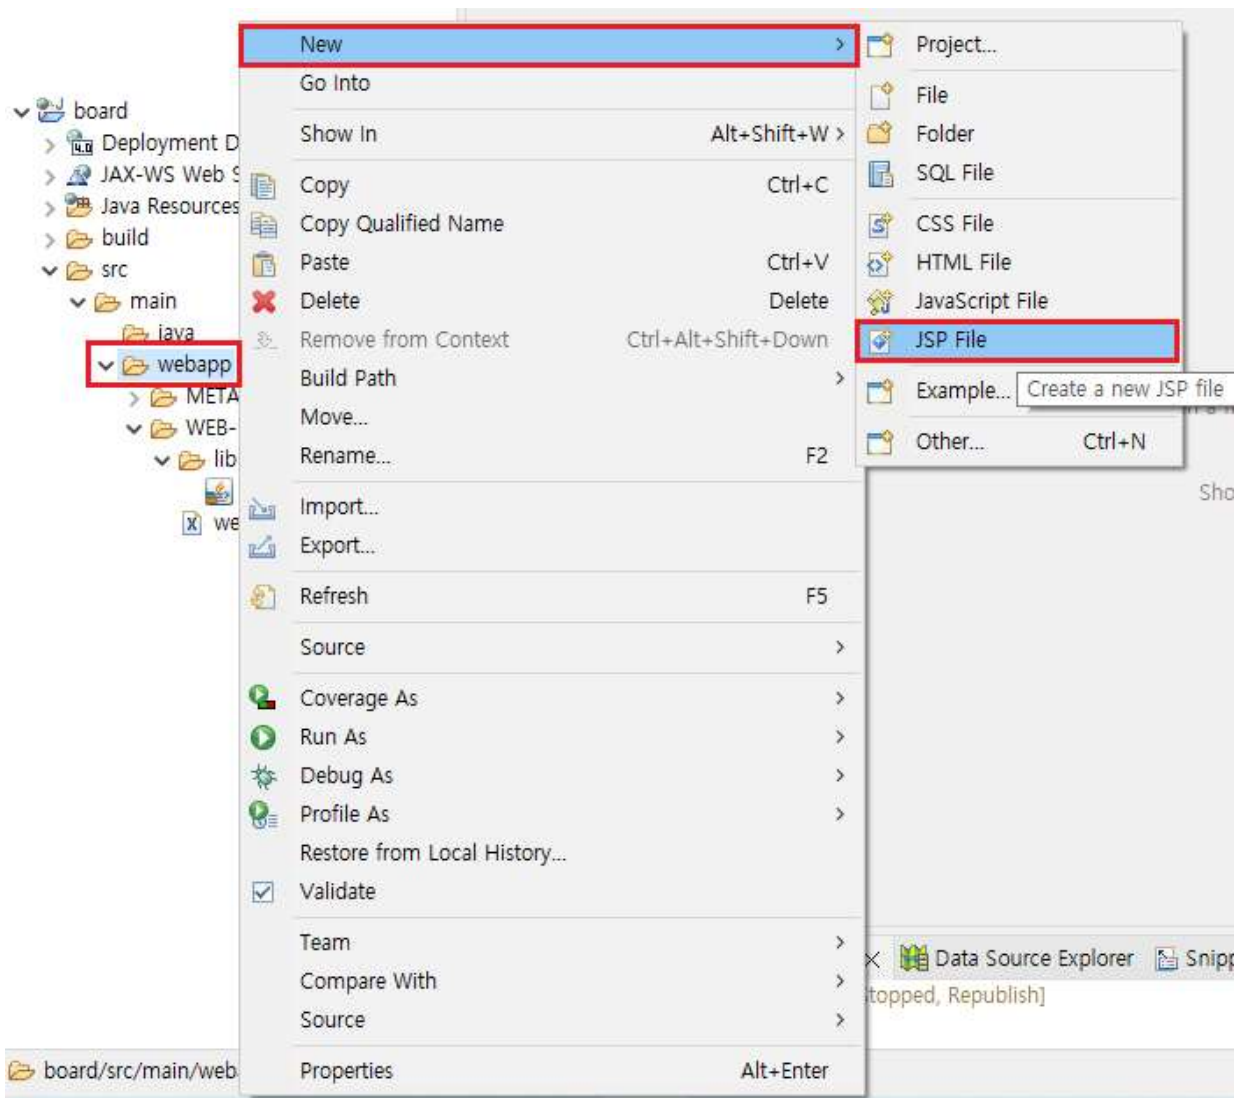 board
Deployment D
JAX-WS Web S
Java Resources
build
src
main
java
webapp
META
WEB-
lib
we
New
Go Into
Show In Alt+Shift+W
Copy Ctrl+C
Copy Qualified Name
Paste Ctrl+V
Delete Delete
Remove from Context Ctrl+Alt+Shift+Down
Build Path
Move...
Rename... F2
Import...
Export...
Refresh F5
Source
Coverage As
Run As
Debug As
Profile As
Restore from Local History...
Validate
Team
Compare With
Source
Properties Alt+Enter
Project...
File
Folder
SQL File
CSS File
HTML File
JavaScript File
JSP File
Create a new JSP file
Example...
Other... Ctrl+N
Sho
Data Source Explorer Snipp
topped, Republish]
board/src/main/web